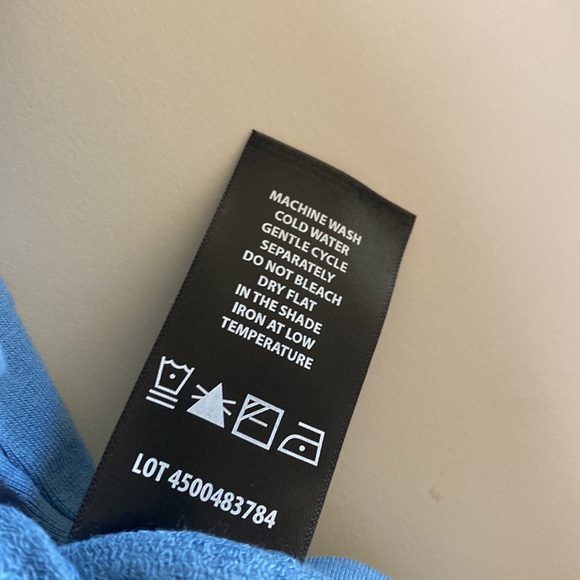 MACHINE WASH
COLD WATER
GENTLE CYCLE
SEPARATELY
DO NOT BLEACH
DRY FLAT
IN THE SHADE
IRON AT LOW
TEMPERATURE
LOT 4500483784